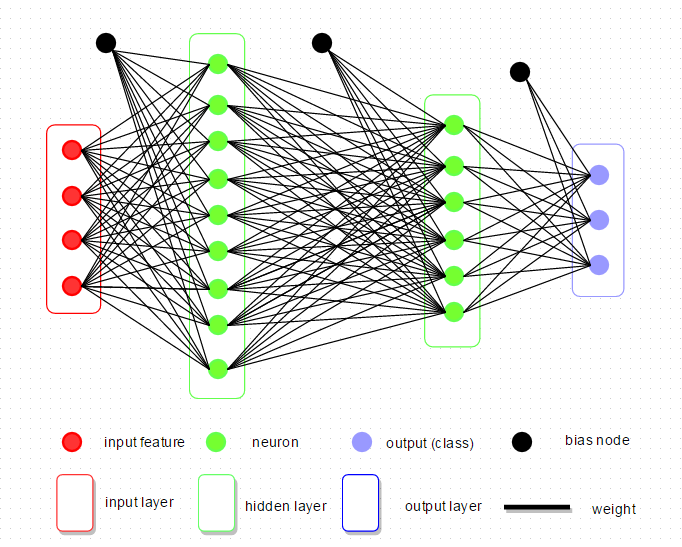 input feature
neuron
output (class)
bias node
input layer
hidden layer
output layer
weight